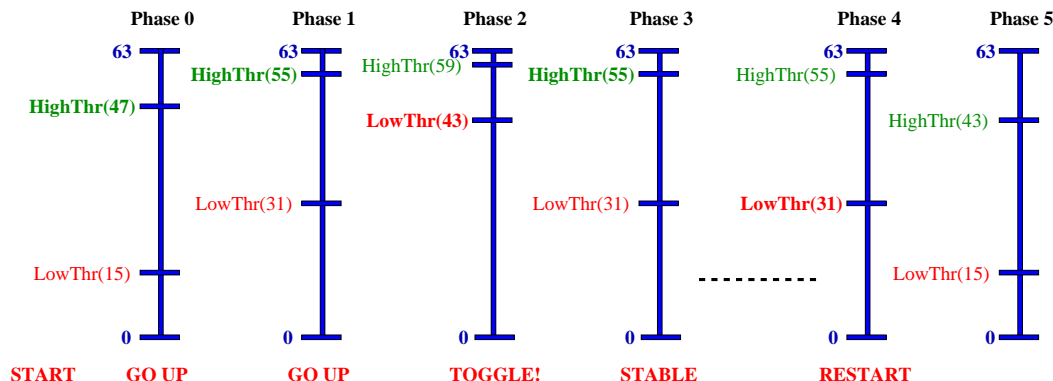 Phase 0 Phase 1 Phase 2 Phase 3 Phase 4 Phase 5
63 63 63 63 63 63
HighThr(47) HighThr(55) HighThr(59) HighThr(55) HighThr(55) HighThr(43)
LowThr(15) LowThr(31) LowThr(43) LowThr(31) LowThr(31) LowThr(15)
0 0 0 0 0 0
START GO UP GO UP TOGGLE! STABLE RESTART